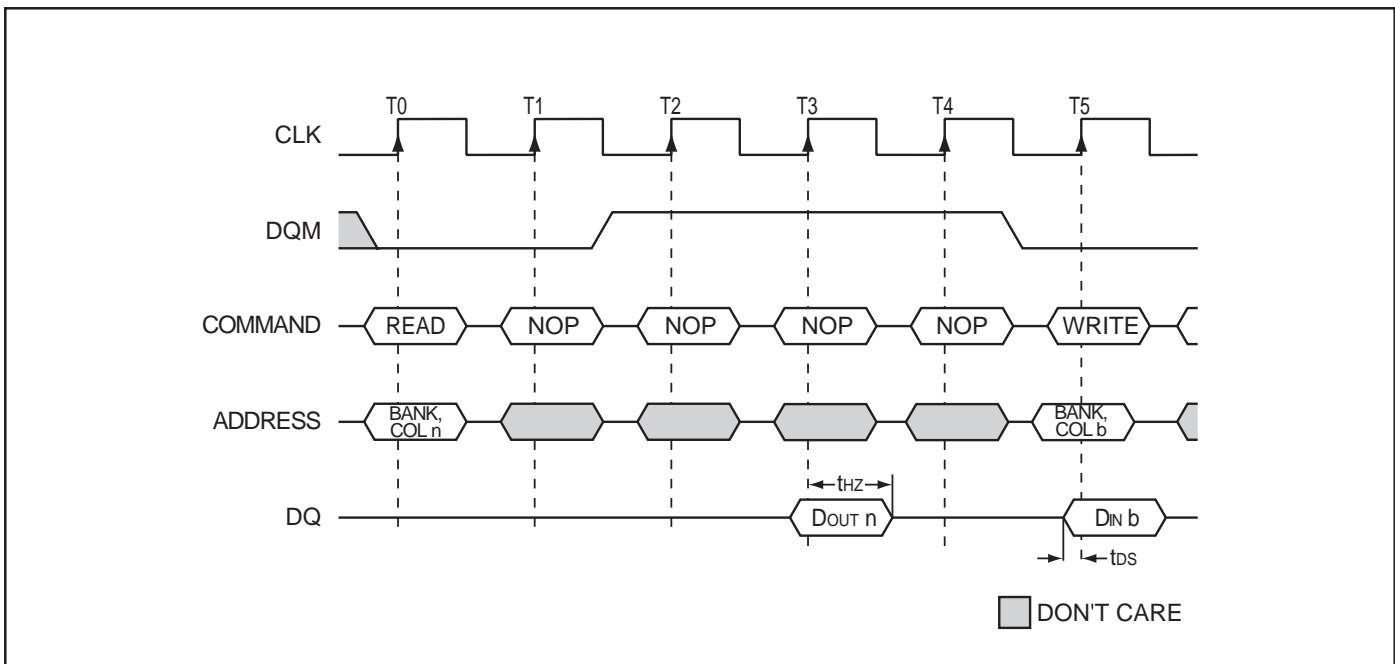 T0 T1 T2 T3 T4 T5
CLK
DQM
COMMAND READ NOP NOP NOP NOP WRITE
ADDRESS BANK, COL n BANK, COL b
tHZ
DQ DOUT n DIN b
tDS
DON'T CARE